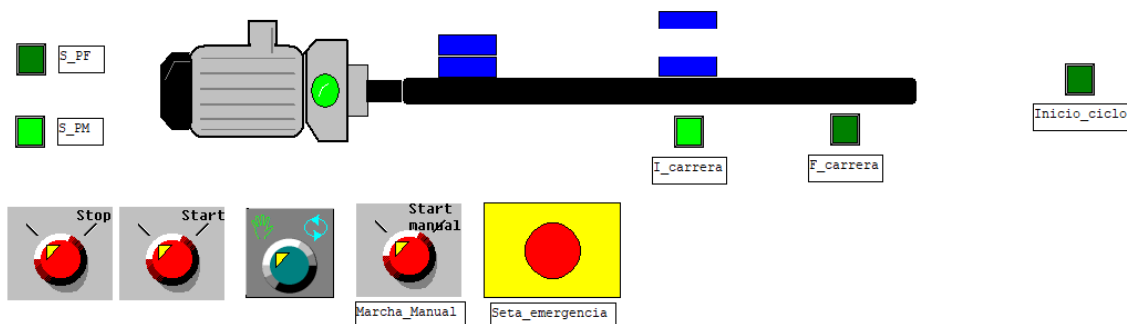 S_PF
Inicio_ciclo
S_PM
I_carrera
F_carrera
Stop
Start
Start
manual
Marcha_Manual
Seta_emergencia